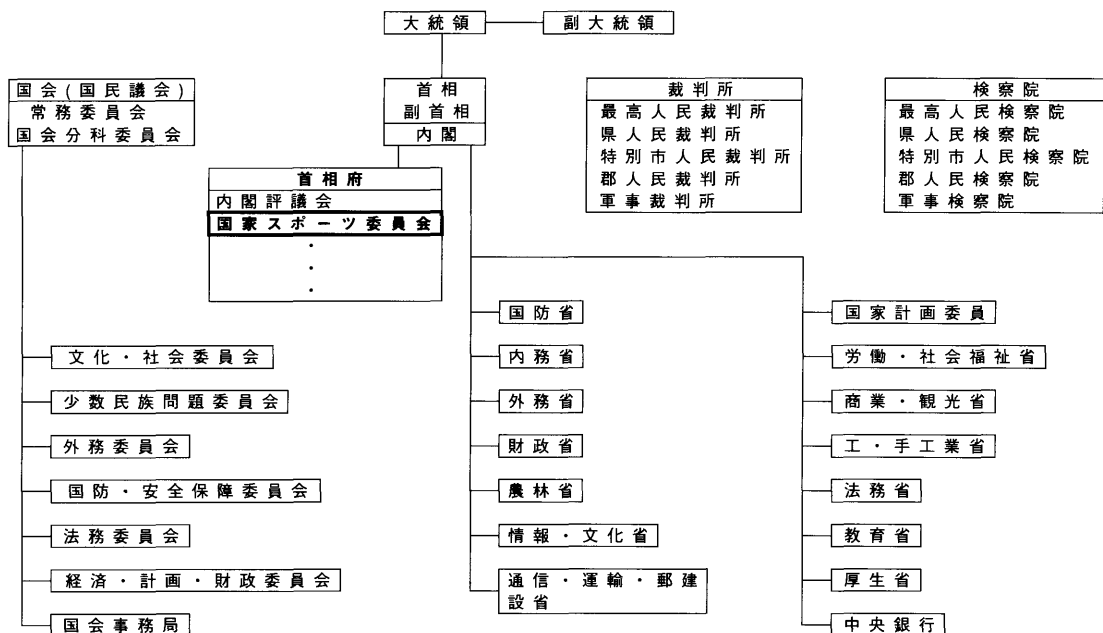 大統領
副大統領
国会(国民議会)
常務委員会
国会分科委員会
首相
副首相
内閣
裁判所
最高人民裁判所
県人民裁判所
特別市人民裁判所
郡人民裁判所
軍事裁判所
検察院
最高人民検察院
県人民検察院
特別市人民検察院
郡人民検察院
軍事検察院
首相府
内閣評議会
国家スポーツ委員会
・
・
・
文化・社会委員会
少数民族問題委員会
外務委員会
国防・安全保障委員会
法務委員会
経済・計画・財政委員会
国会事務局
国防省
内務省
外務省
財政省
農林省
情報・文化省
通信・運輸・郵建
設省
国家計画委員
労働・社会福祉省
商業・観光省
工・手工業省
法務省
教育省
厚生省
中央銀行